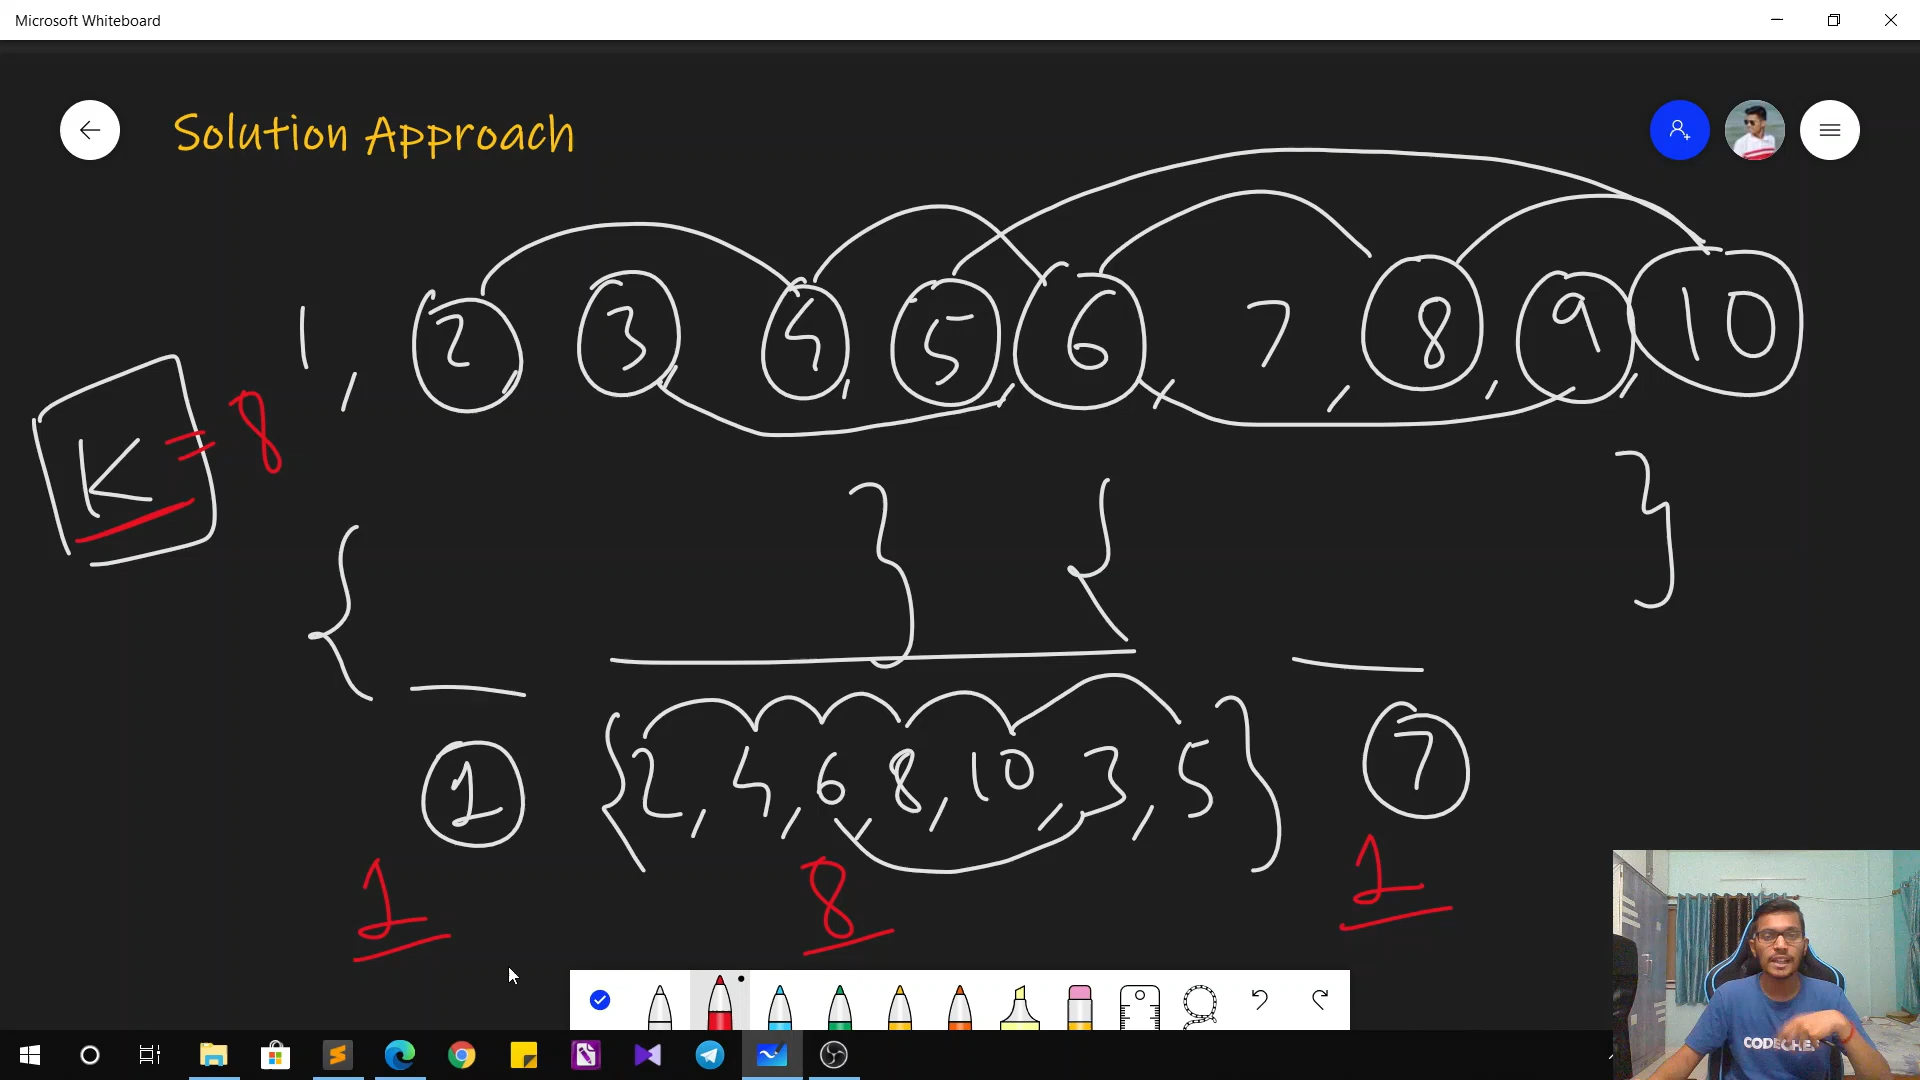 Microsoft Whiteboard
Solution Approach
1, 2 3 4, 5, 6, 7, 8, 9, 10
K = 8
{ } { }
1 {2, 4, 6, 8, 10, 3, 5} 7
1 8 1
CODECHEF